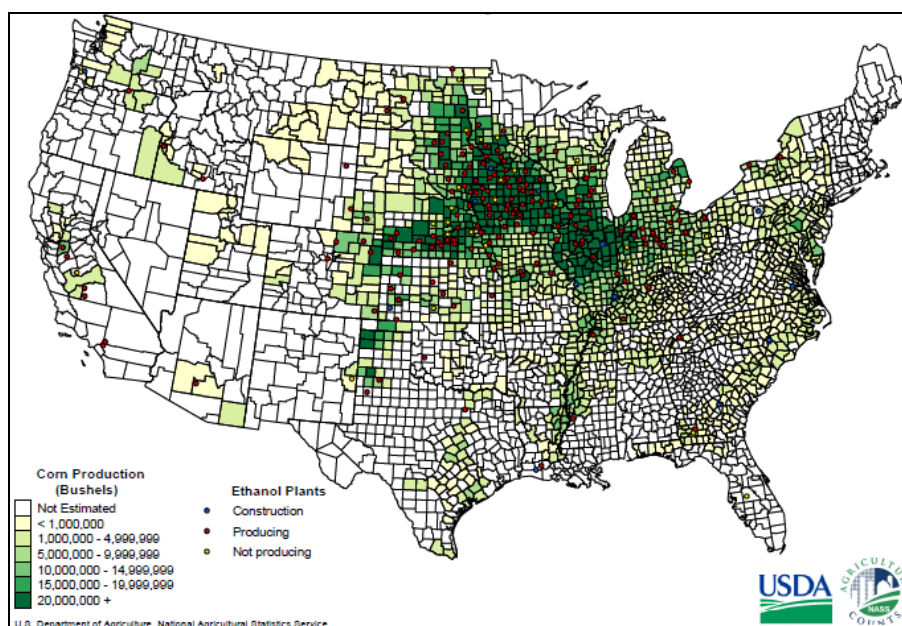 Corn Production
(Bushels)
Not Estimated
< 1,000,000
1,000,000 - 4,999,999
5,000,000 - 9,999,999
10,000,000 - 14,999,999
15,000,000 - 19,999,999
20,000,000 +
Ethanol Plants
Construction
Producing
Not producing
USDA
AGRICULTURE
NASS
COUNTS
U.S. Department of Agriculture, National Agricultural Statistics Service